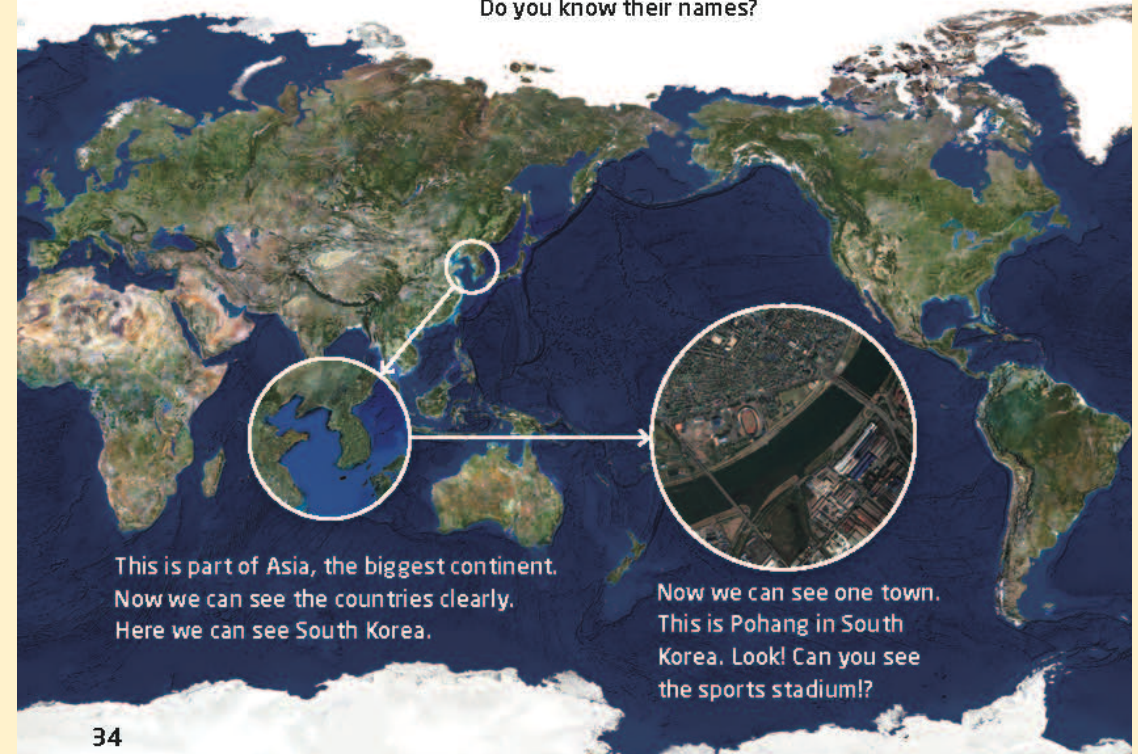 Do you know their names?
This is part of Asia, the biggest continent.
Now we can see the countries clearly.
Here we can see South Korea.
Now we can see one town.
This is Pohang in South
Korea. Look! Can you see
the sports stadium!?
34